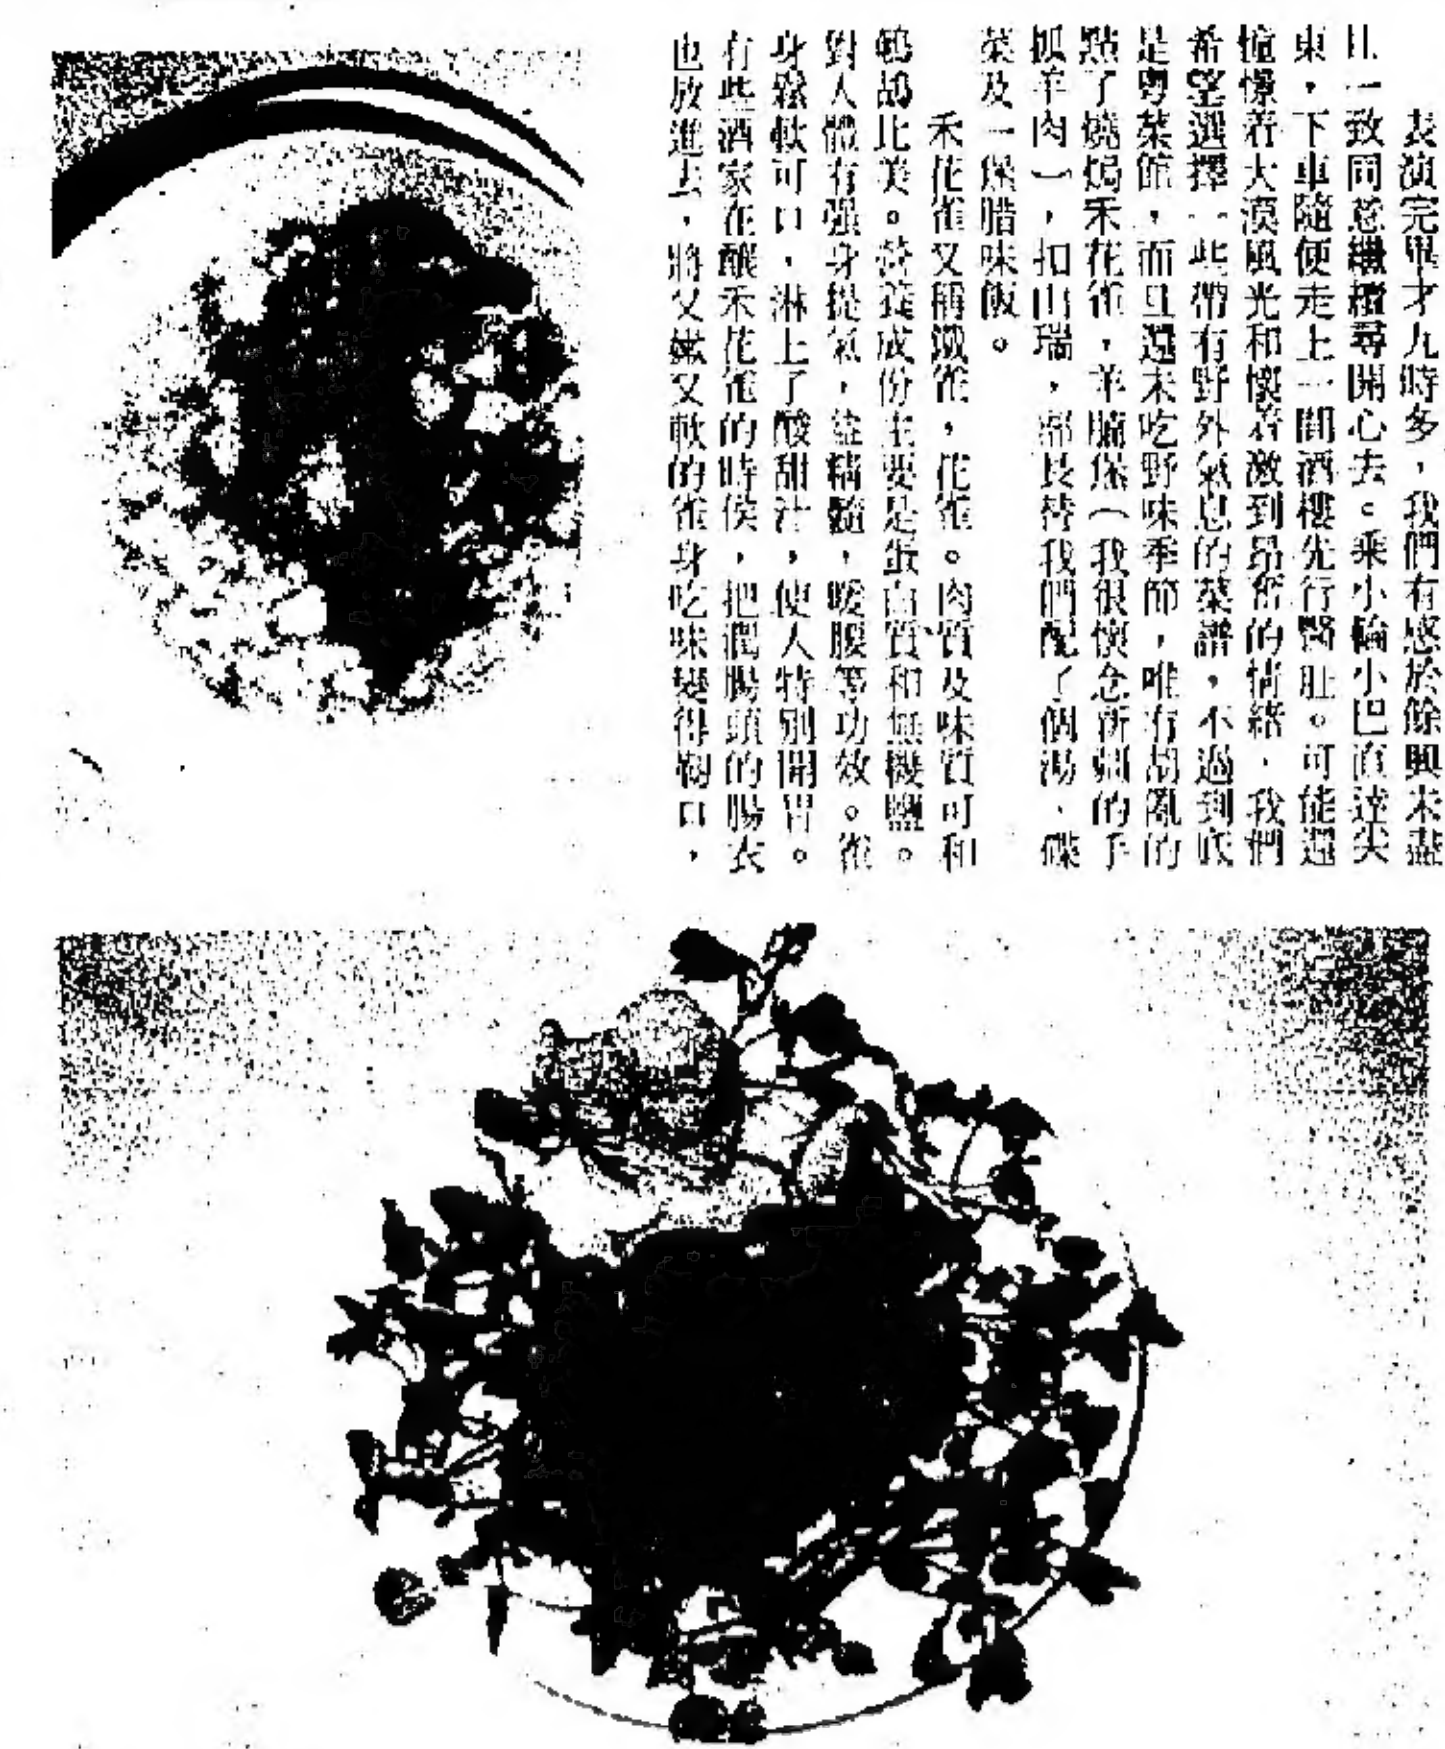 表演完畢才九時多，我們有感於餘興未盡
一致同意繼續尋開心去。乘小輪小巴直達尖
東，下車隨便走上一間酒樓先行醫肚。可能還
憧憬着大漠風光和懷着激到昂奮的情緒，我們
希望選擇一些帶有野外氣息的菜譜，不過到底
是粤菜館，而且還未吃野味季節，唯有胡亂的
點了燒焗禾花雀，羊腩煲（我很懷念新疆的手
抓羊肉），扣山瑞，部長替我們配了個湯、碟
菜及一煲腊味飯。
禾花雀又稱雀，花雀。肉質及味質可和
鵪鶉比美。營養成份主要是蛋白質和無機鹽。
對人體有强身提氣，益精髓，暖腰等功效。雀
身鬆軟可口，淋上了酸甜汁，使人特別開胃。
有些酒家在釀禾花雀的時侯，把潤腸頭的腸衣
也放進去，將又嫩又軟的雀身吃味變得韌口，